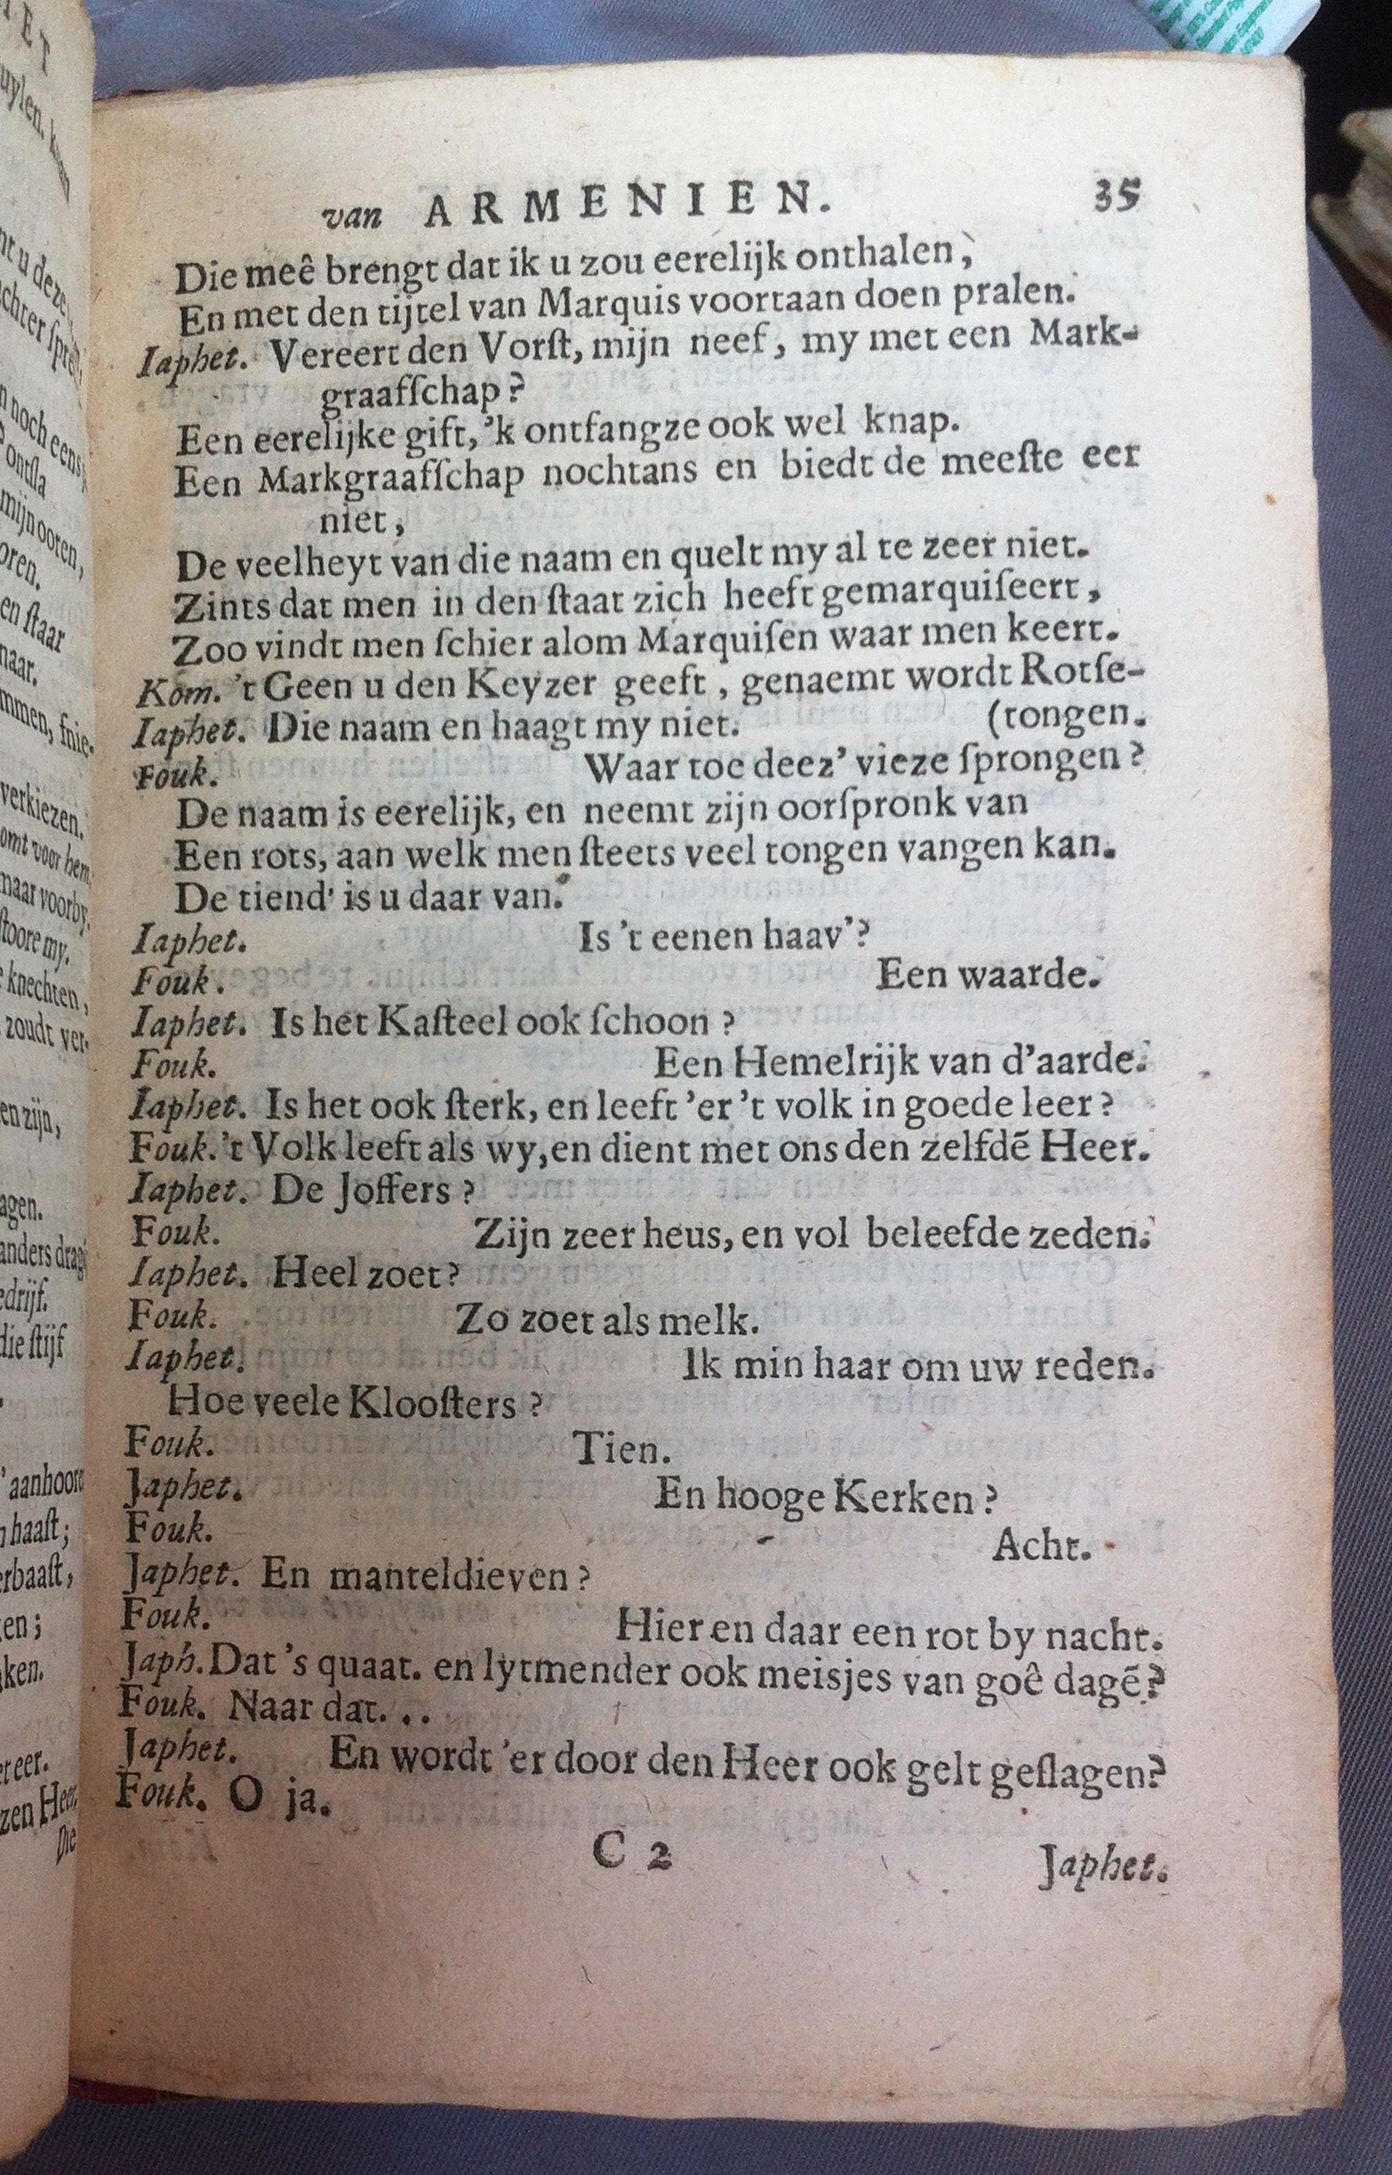 van ARMENIEN. 35
Die meê brengt dat ik u zou eerelijk onthalen,
En met den tijtel van Marquis voortaan doen pralen.
Iaphet. Vereert den Vorſt, mijn neef, my met een Mark-
graafſchap?
Een eerelijke gift, 'k ontfangze ook wel knap.
Een Markgraafſchap nochtans en biedt de meeſte eer
niet,
De veelheyt van die naam en quelt my al te zeer niet.
Zints dat men in den ſtaat zich heeft gemarquiſeert,
Zoo vindt men ſchier alom Marquiſen waar men keert.
Kom. 't Geen u den Keyzer geeft, genaemt wordt Rotſe-
Iaphet. Die naam en haagt my niet. (tongen.
Fouk. Waar toe deez' vieze ſprongen?
De naam is eerelijk, en neemt zijn oorſpronk van
Een rots, aan welk men ſteets veel tongen vangen kan.
De tiend' is u daar van.
Iaphet. Is 't eenen haav'?
Fouk. Een waarde.
Iaphet. Is het Kaſteel ook ſchoon?
Fouk. Een Hemelrijk van d'aarde.
Iaphet. Is het ook ſterk, en leeft 'er 't volk in goede leer?
Fouk. 't Volk leeft als wy, en dient met ons den zelfdē Heer.
Iaphet. De Joffers?
Fouk. Zijn zeer heus, en vol beleefde zeden.
Iaphet. Heel zoet?
Fouk. Zo zoet als melk.
Iaphet. Ik min haar om uw reden.
Hoe veele Klooſters?
Fouk. Tien.
Japhet. En hooge Kerken?
Fouk. Acht.
Japhet. En manteldieven?
Fouk. Hier en daar een rot by nacht.
Japh. Dat 's quaat. en lytmender ook meisjes van goê dagē?
Fouk. Naar dat...
Japhet. En wordt 'er door den Heer ook gelt geſlagen?
Fouk. O ja.
C 2 Japhet.